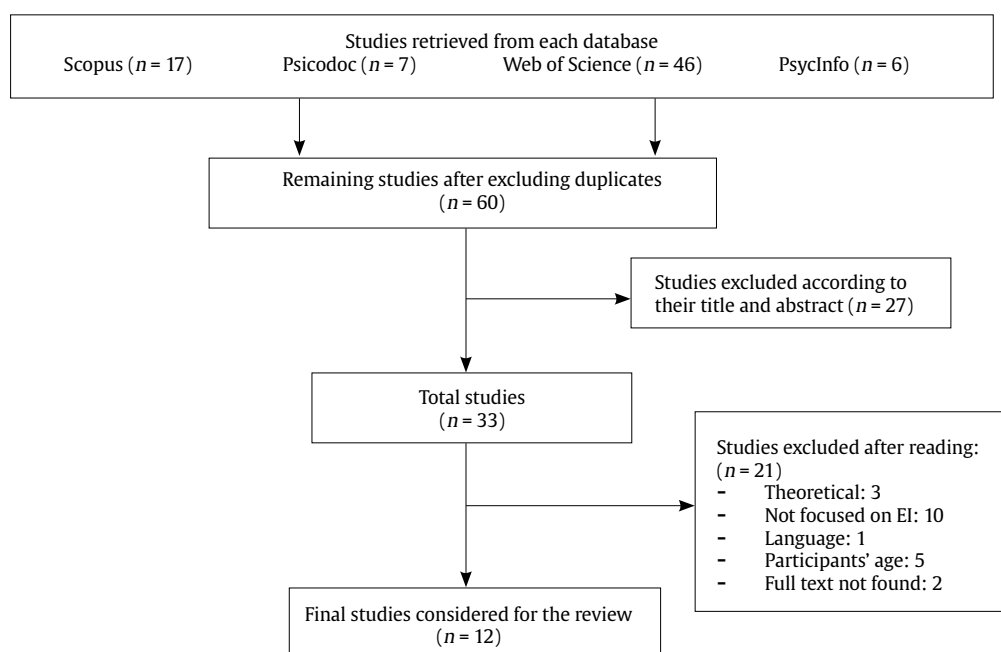 Studies retrieved from each database
Scopus (n = 17) Psicodoc (n = 7) Web of Science (n = 46) PsycInfo (n = 6)
Remaining studies after excluding duplicates
(n = 60)
Studies excluded according to
their title and abstract (n = 27)
Total studies
(n = 33)
Studies excluded after reading:
(n = 21)
- Theoretical: 3
- Not focused on EI: 10
- Language: 1
- Participants’ age: 5
- Full text not found: 2
Final studies considered for the review
(n = 12)